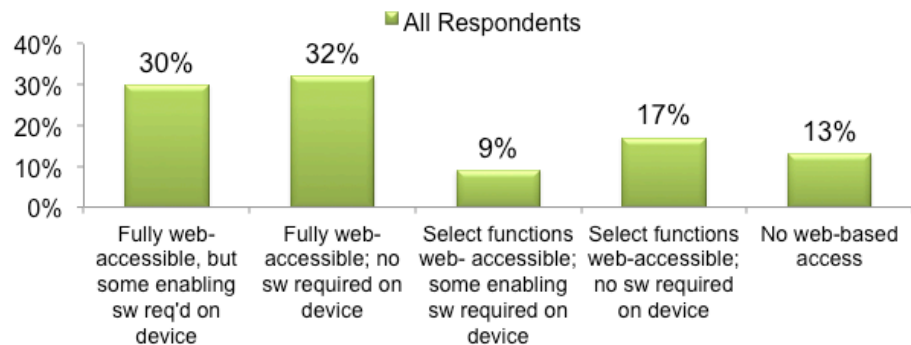 All Respondents
40%
30%
20%
10%
0%
30%
32%
9%
17%
13%
Fully web-
accessible, but
some enabling
sw req'd on
device
Fully web-
accessible; no
sw required on
device
Select functions
web- accessible;
some enabling
sw required on
device
Select functions
web-accessible;
no sw required
on device
No web-based
access